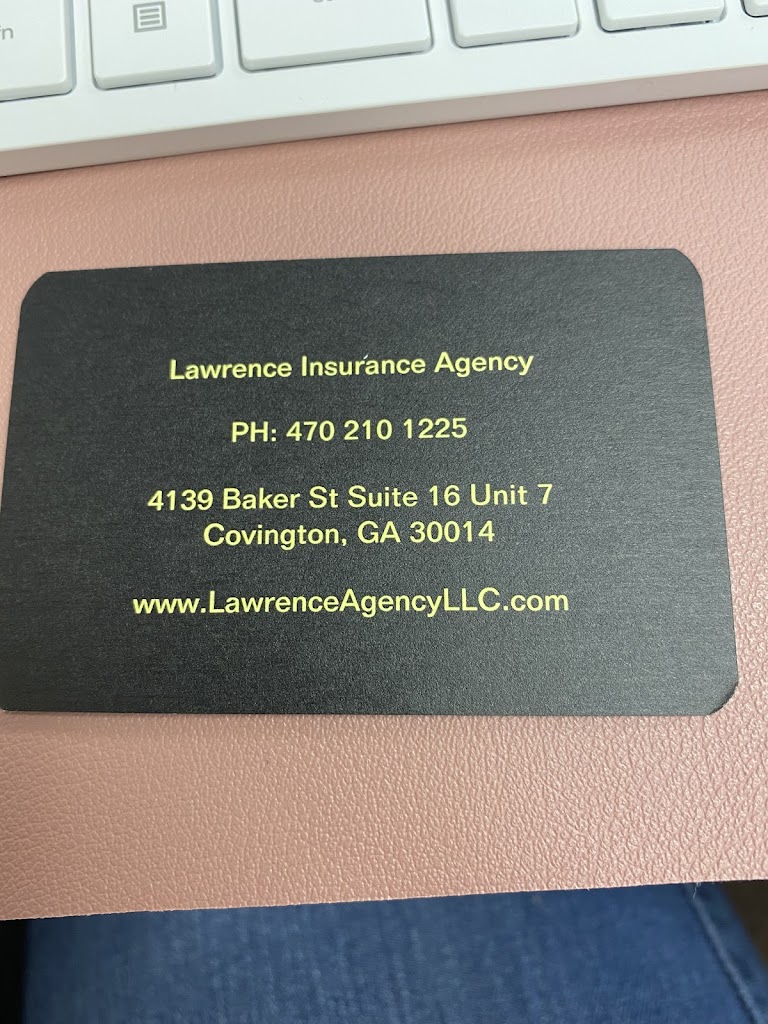 fn
Lawrence Insurance Agency
PH: 470 210 1225
4139 Baker St Suite 16 Unit 7
Covington, GA 30014
www.LawrenceAgencyLLC.com